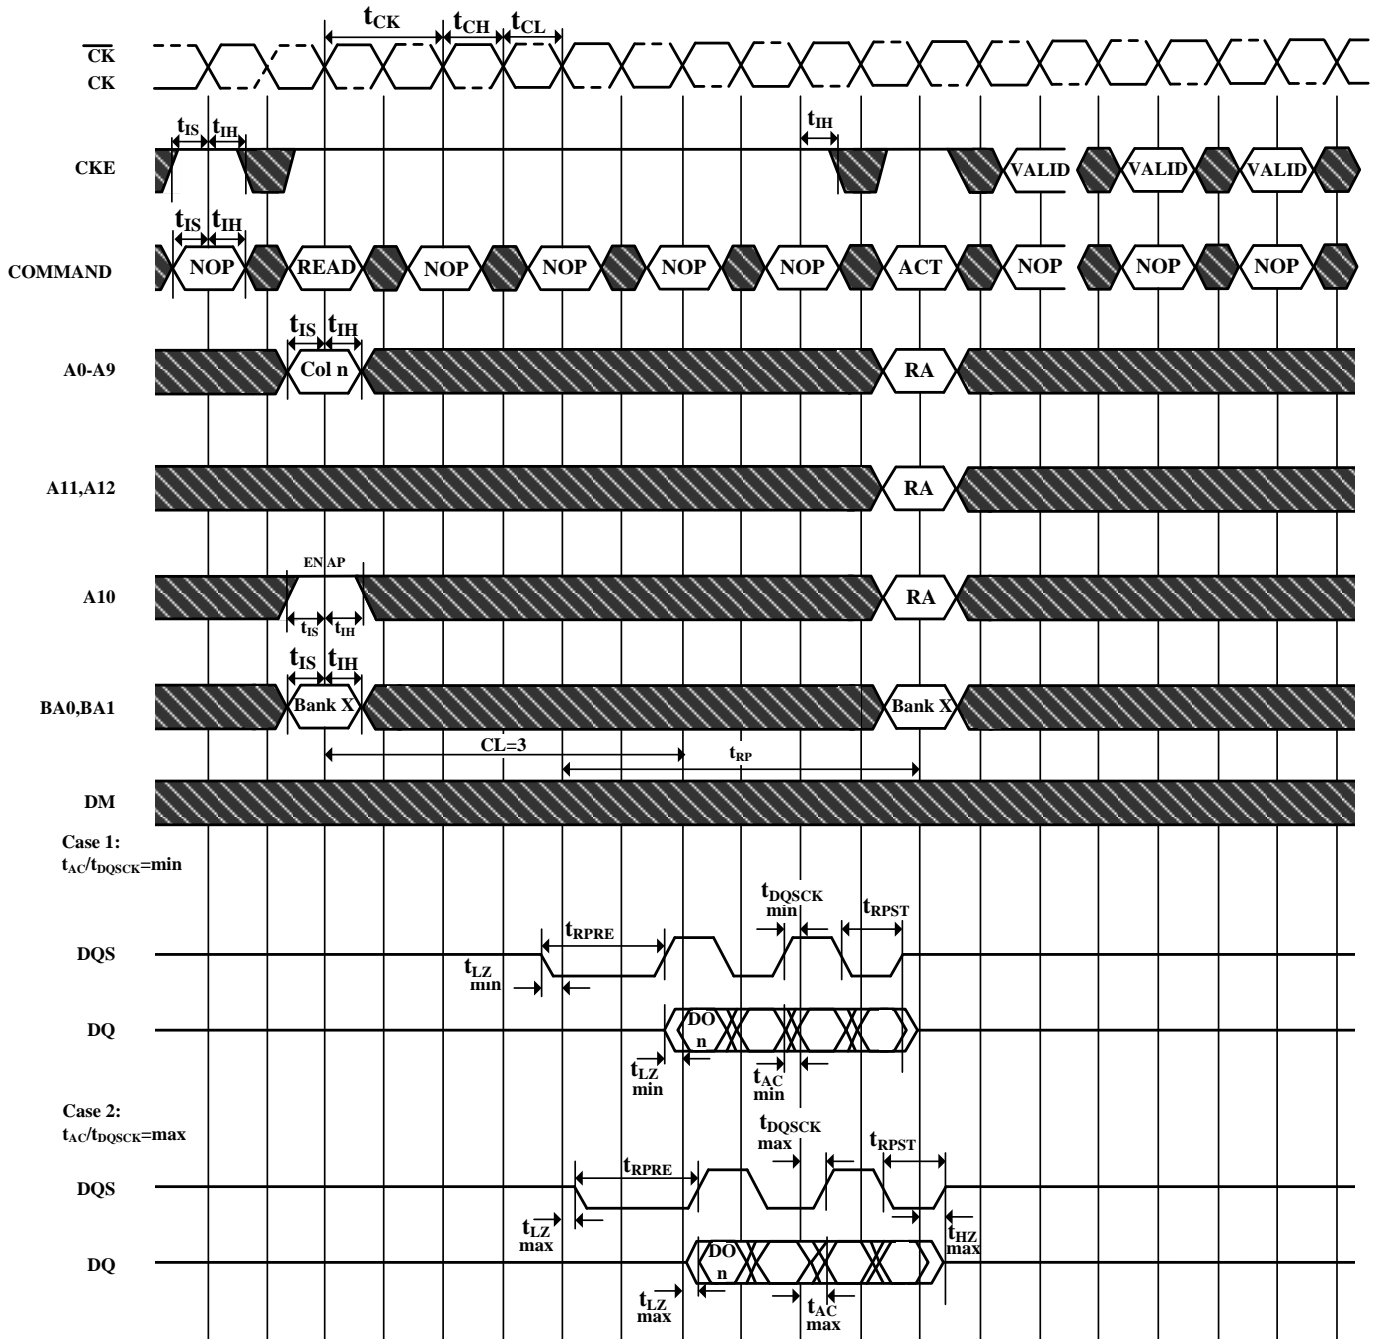 tCK tCH tCL
CK
CK
tIS tIH tIH
CKE VALID VALID VALID
tIS tIH
COMMAND NOP READ NOP NOP NOP NOP ACT NOP NOP NOP
tIS tIH
A0-A9 Col n RA
A11,A12 RA
EN AP
A10 RA
tIS tIH
tIS tIH
BA0,BA1 Bank X Bank X
CL=3 tRP
DM
Case 1:
tAC/tDQSCK=min
tDQSCK min tRPST
tRPRE
DQS
tLZ min
DQ DO n
tLZ min tAC min
Case 2:
tAC/tDQSCK=max
tDQSCK max tRPST
tRPRE
DQS
tLZ max tHZ max
DQ DO n
tLZ max tAC max